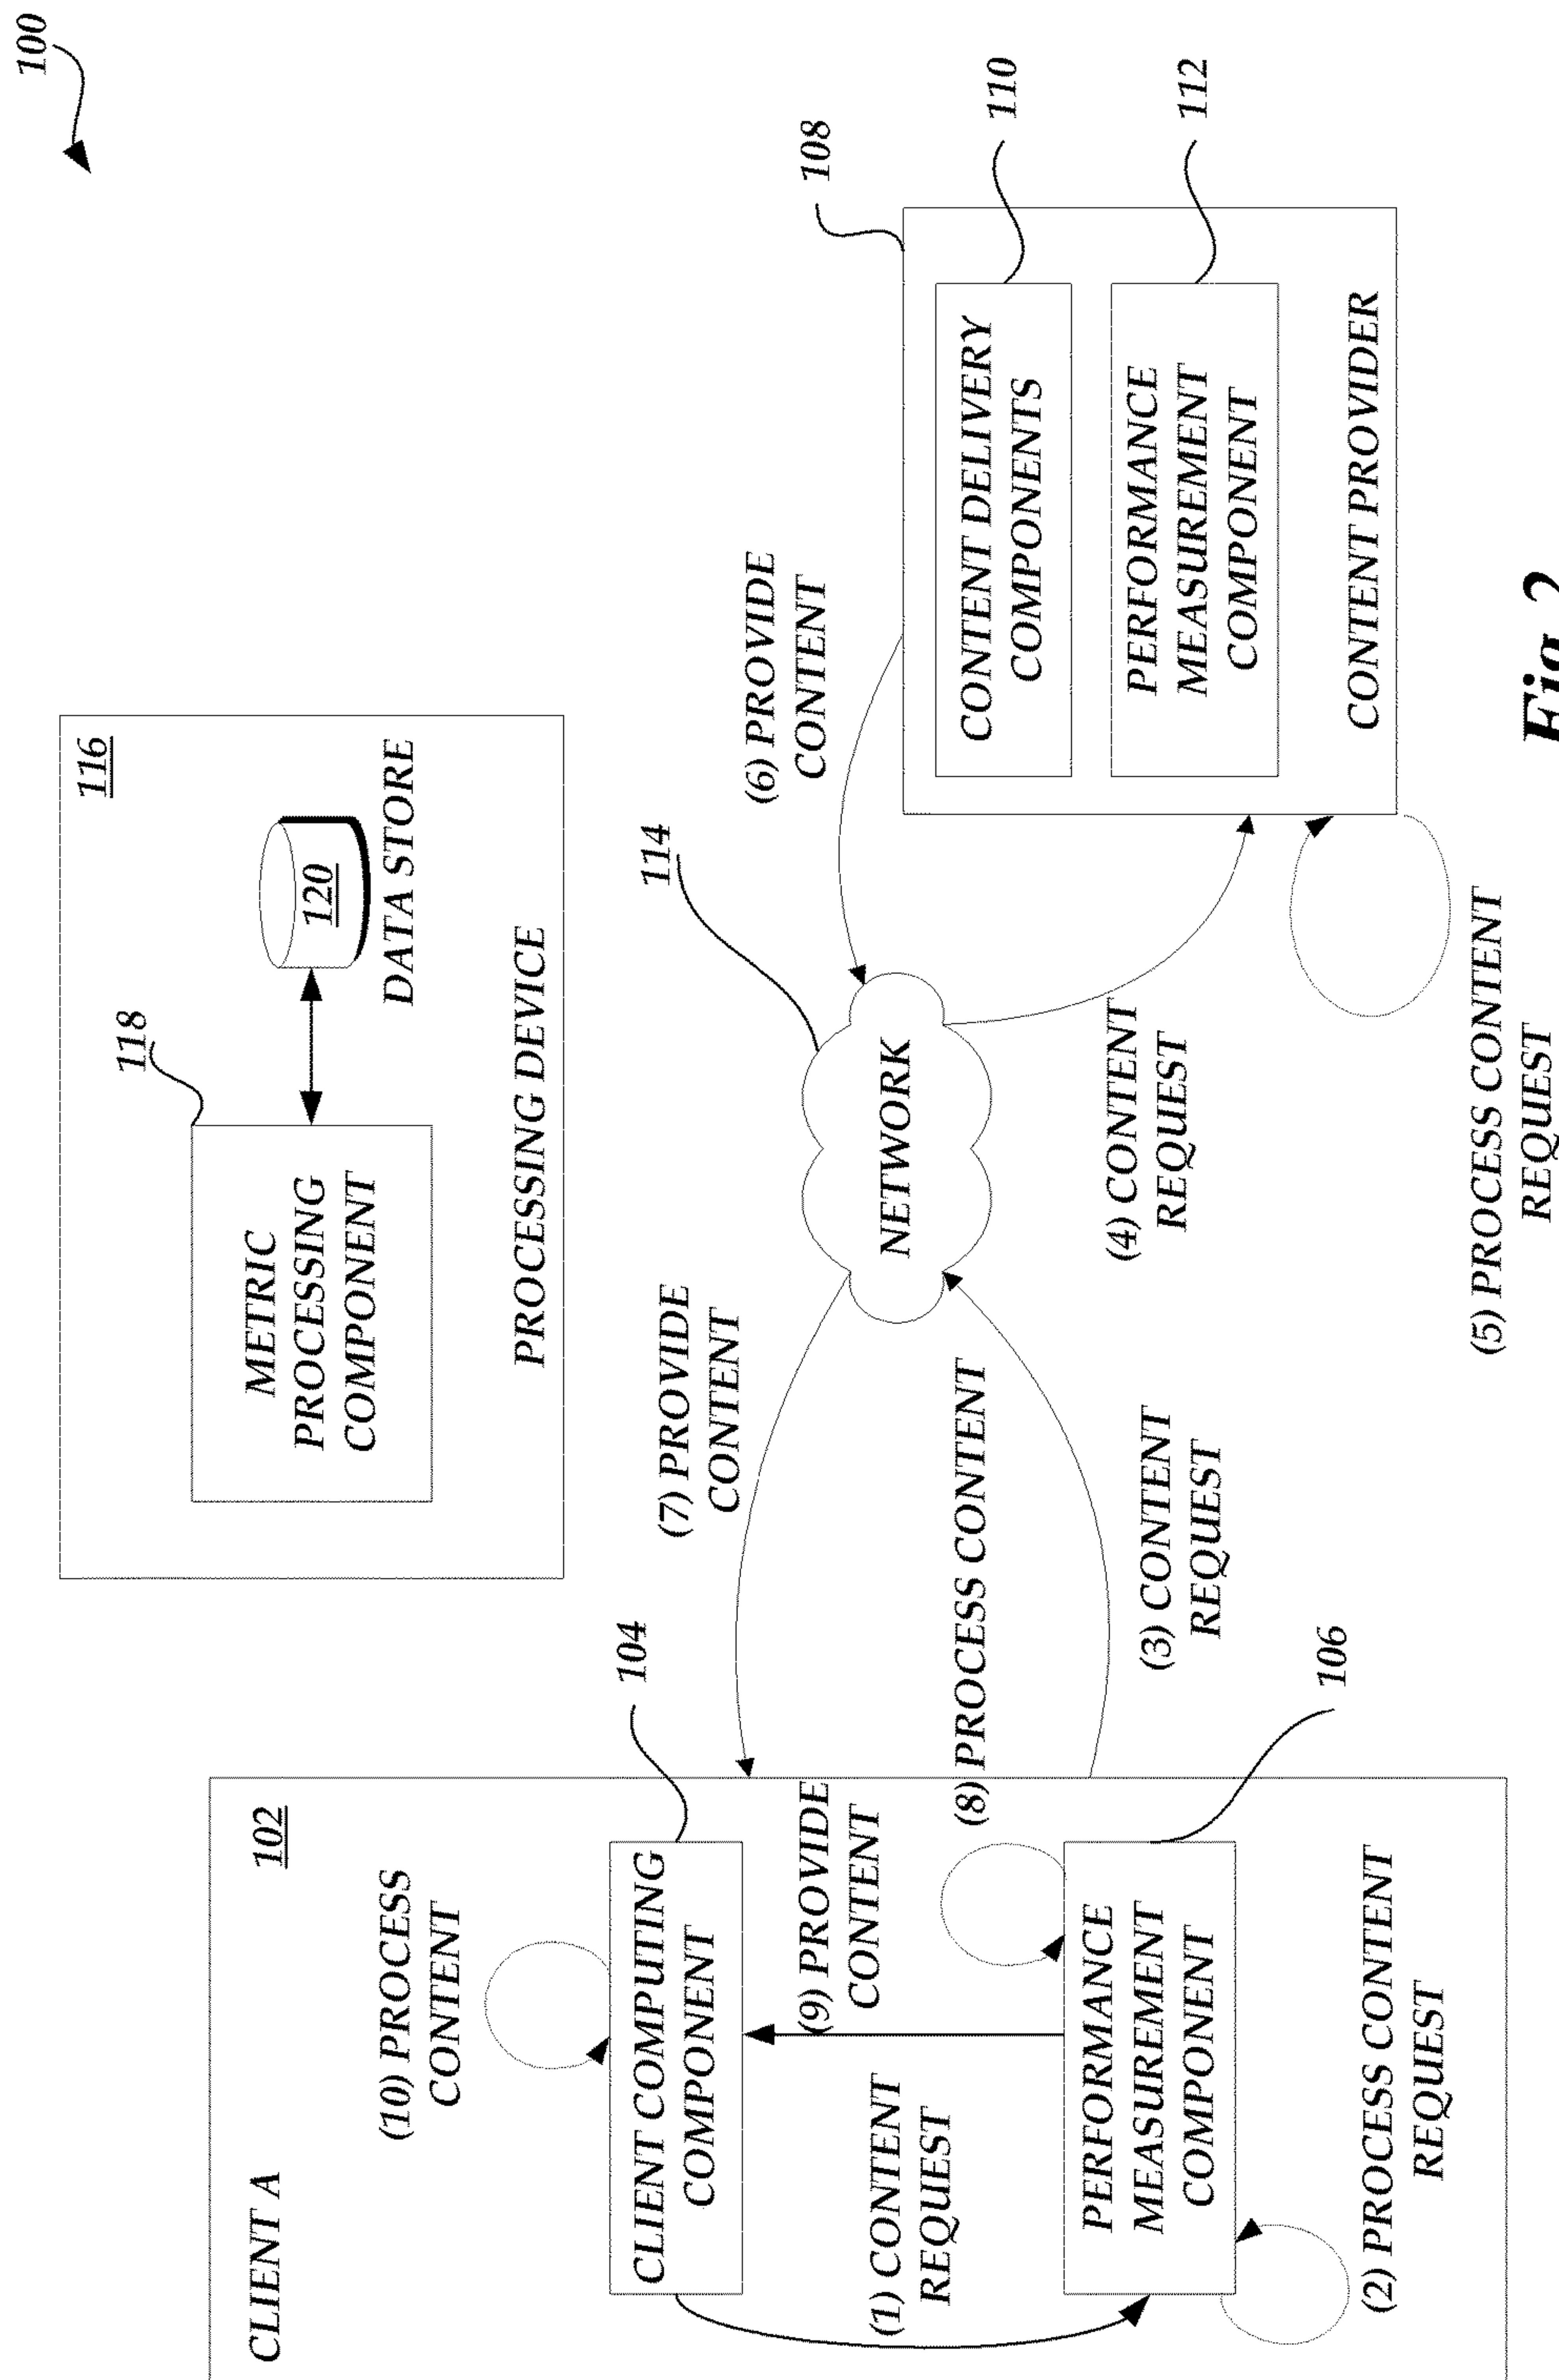 100
116
118
METRIC
PROCESSING
COMPONENT
120
DATA STORE
PROCESSING DEVICE
CLIENT A
102
(10) PROCESS
CONTENT
104
CLIENT COMPUTING
COMPONENT
(1) CONTENT
REQUEST
(9) PROVIDE
CONTENT
(8) PROCESS CONTENT
PERFORMANCE
MEASUREMENT
COMPONENT
106
(2) PROCESS CONTENT
REQUEST
(7) PROVIDE
CONTENT
114
NETWORK
(3) CONTENT
REQUEST
(6) PROVIDE
CONTENT
(4) CONTENT
REQUEST
108
CONTENT DELIVERY
COMPONENTS
110
PERFORMANCE
MEASUREMENT
COMPONENT
112
CONTENT PROVIDER
(5) PROCESS CONTENT
REQUEST
Fig. 2